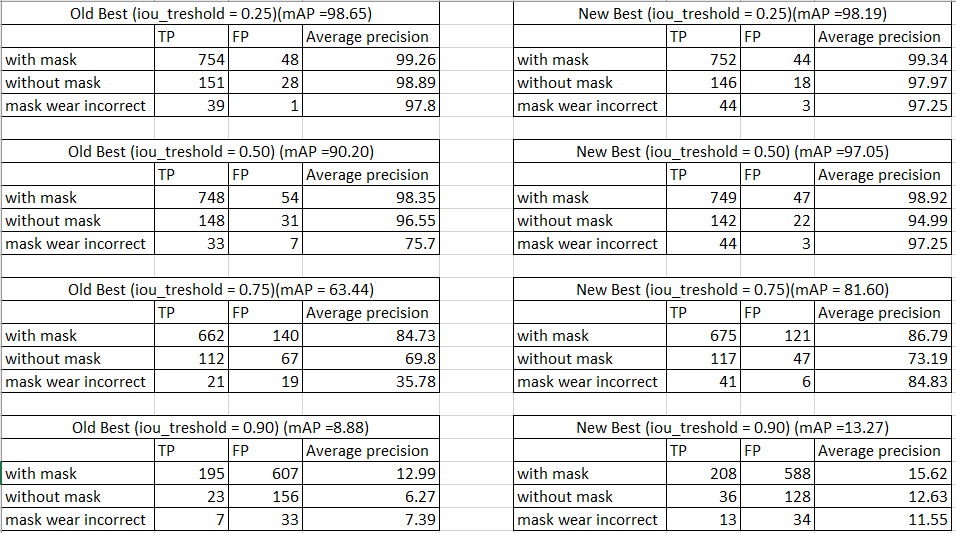 Old Best (iou_treshold = 0.25)(mAP =98.65)
TP FP Average precision
with mask 754 48 99.26
without mask 151 28 98.89
mask wear incorrect 39 1 97.8
New Best (iou_treshold = 0.25)(mAP =98.19)
TP FP Average precision
with mask 752 44 99.34
without mask 146 18 97.97
mask wear incorrect 44 3 97.25
Old Best (iou_treshold = 0.50) (mAP =90.20)
TP FP Average precision
with mask 748 54 98.35
without mask 148 31 96.55
mask wear incorrect 33 7 75.7
New Best (iou_treshold = 0.50) (mAP =97.05)
TP FP Average precision
with mask 749 47 98.92
without mask 142 22 94.99
mask wear incorrect 44 3 97.25
Old Best (iou_treshold = 0.75)(mAP = 63.44)
TP FP Average precision
with mask 662 140 84.73
without mask 112 67 69.8
mask wear incorrect 21 19 35.78
New Best (iou_treshold = 0.75)(mAP = 81.60)
TP FP Average precision
with mask 675 121 86.79
without mask 117 47 73.19
mask wear incorrect 41 6 84.83
Old Best (iou_treshold = 0.90) (mAP =8.88)
TP FP Average precision
with mask 195 607 12.99
without mask 23 156 6.27
mask wear incorrect 7 33 7.39
New Best (iou_treshold = 0.90) (mAP =13.27)
TP FP Average precision
with mask 208 588 15.62
without mask 36 128 12.63
mask wear incorrect 13 34 11.55